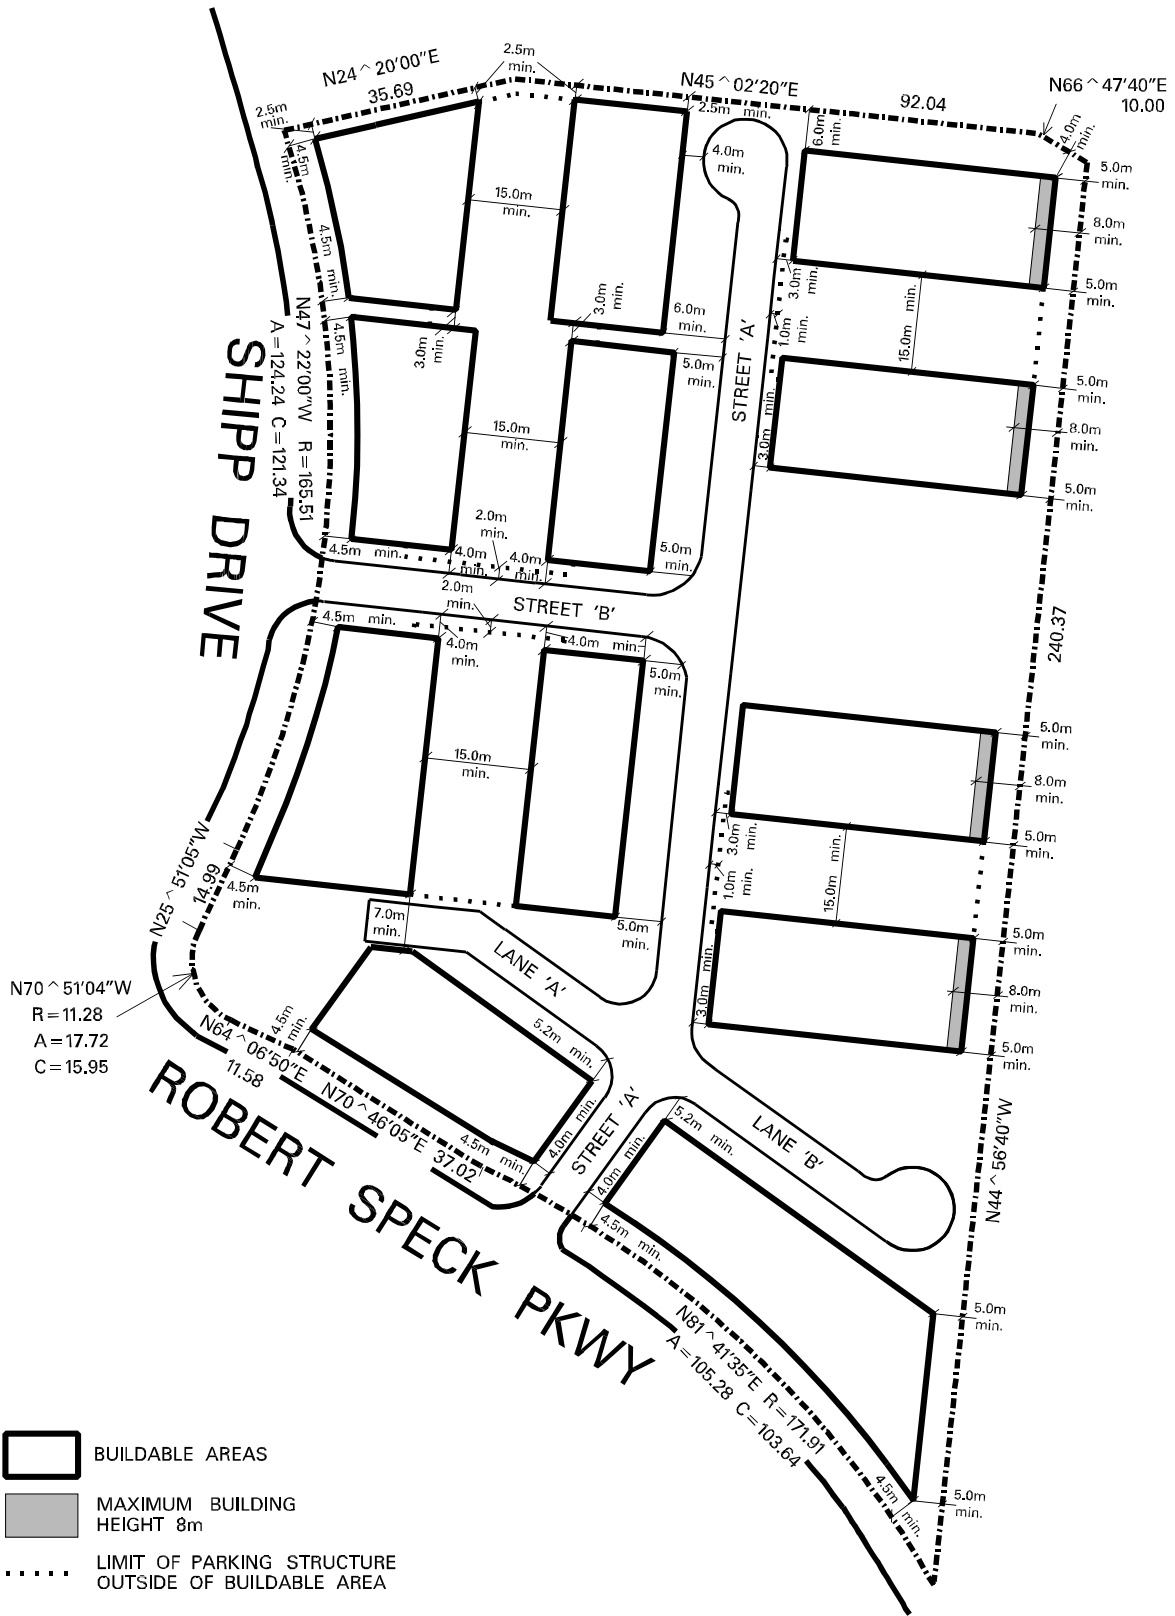 2.5m
min.
N24^20'00"E
35.69
2.5m
min.
N45^02'20"E
2.5m min.
92.04
N66^47'40"E
10.00
4.0m
min.
6.0m
min.
5.0m
min.
4.5m
min.
4.0m
min.
15.0m
min.
8.0m
min.
4.5m min.
3.0m
min.
6.0m
min.
3.0m
min.
5.0m
min.
1.0m
min.
15.0m min.
N47^22'00"W R=165.51
A=124.24 C=121.34
4.5m min.
3.0m
min.
5.0m
min.
STREET 'A'
5.0m
min.
SHIPP DRIVE
15.0m
min.
3.0m min.
8.0m
min.
5.0m
min.
2.0m
min.
4.5m min.
4.0m
min.
4.0m
min.
5.0m
min.
240.37
2.0m
min.
STREET 'B'
4.5m min.
4.0m
min.
4.0m min.
5.0m
min.
15.0m
min.
5.0m
min.
8.0m
min.
3.0m
min.
5.0m
min.
1.0m
min.
15.0m min.
N25^51'05"W
14.99
4.5m
min.
7.0m
min.
5.0m
min.
5.0m
min.
LANE 'A'
3.0m min.
8.0m
min.
5.0m
min.
N70^51'04"W
R=11.28
A=17.72
C=15.95
4.5m
min.
5.2m min.
N64^06'50"E
11.58
N70^46'05"E 37.02
4.5m min.
4.0m min.
STREET 'A'
5.2m min.
LANE 'B'
4.0m min.
4.5m min.
N44^56'40"W
ROBERT SPECK PKWY
5.0m
min.
N81^41'35"E R=171.91
A=105.28 C=103.64
4.5m min.
5.0m
min.
BUILDABLE AREAS
MAXIMUM BUILDING
HEIGHT 8m
LIMIT OF PARKING STRUCTURE
OUTSIDE OF BUILDABLE AREA